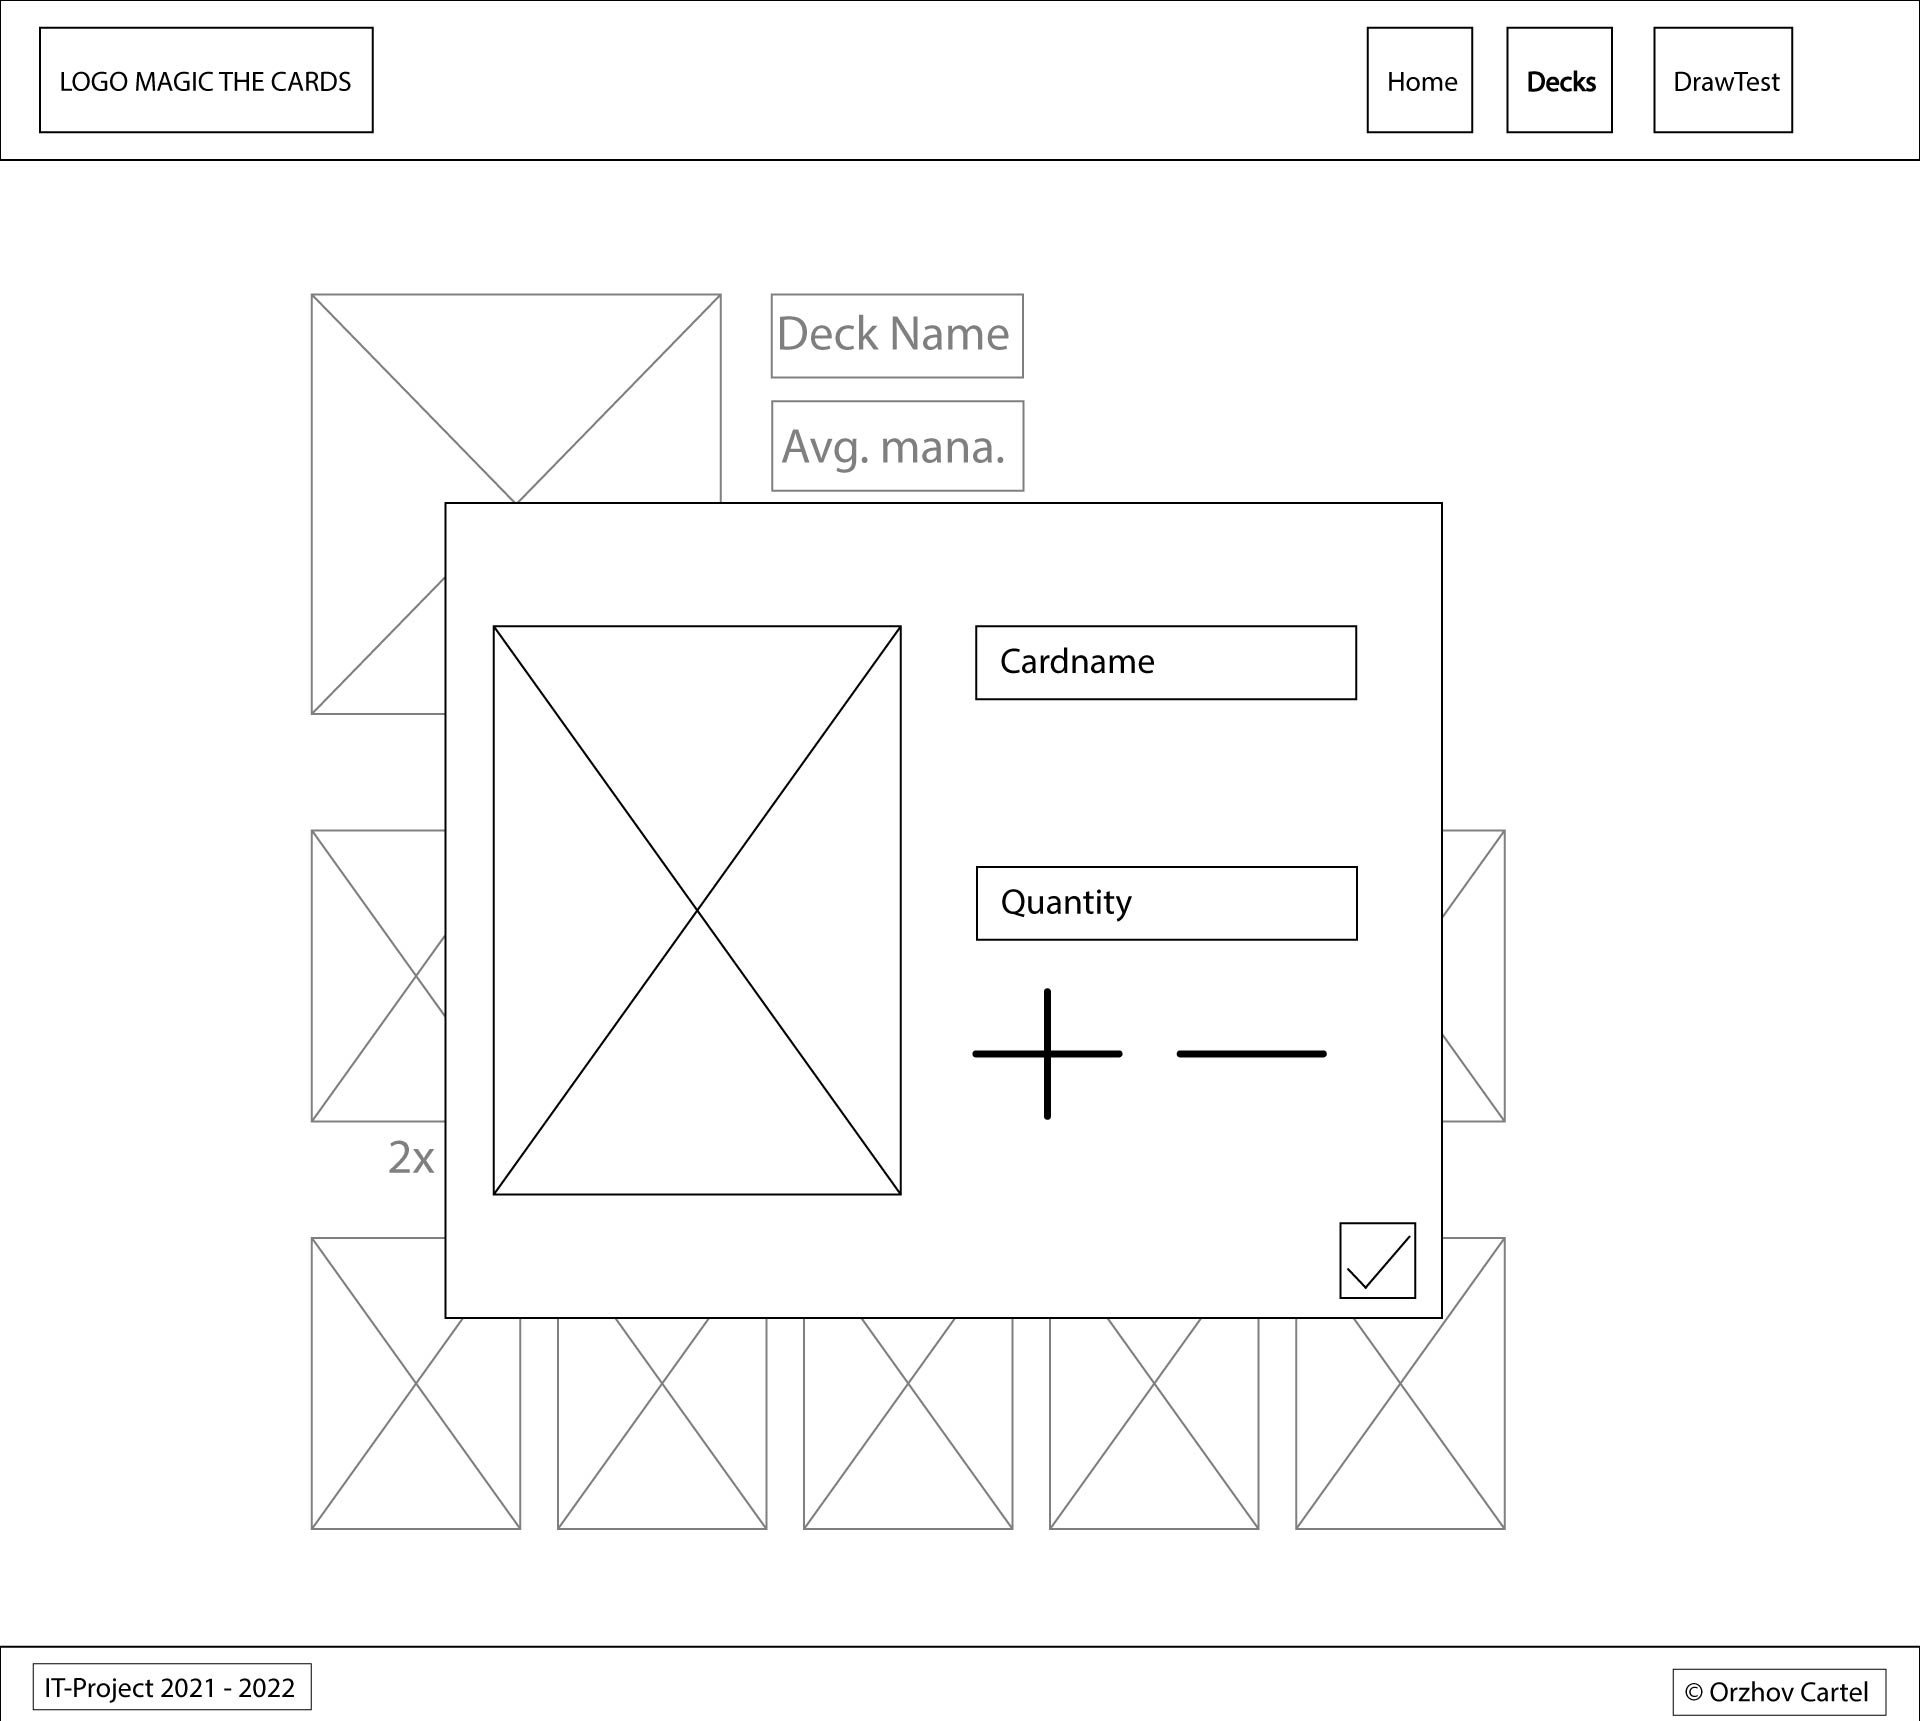 LOGO MAGIC THE CARDS
Home
Decks
DrawTest
Deck Name
Avg. mana.
Cardname
Quantity
2x
IT-Project 2021 - 2022
© Orzhov Cartel